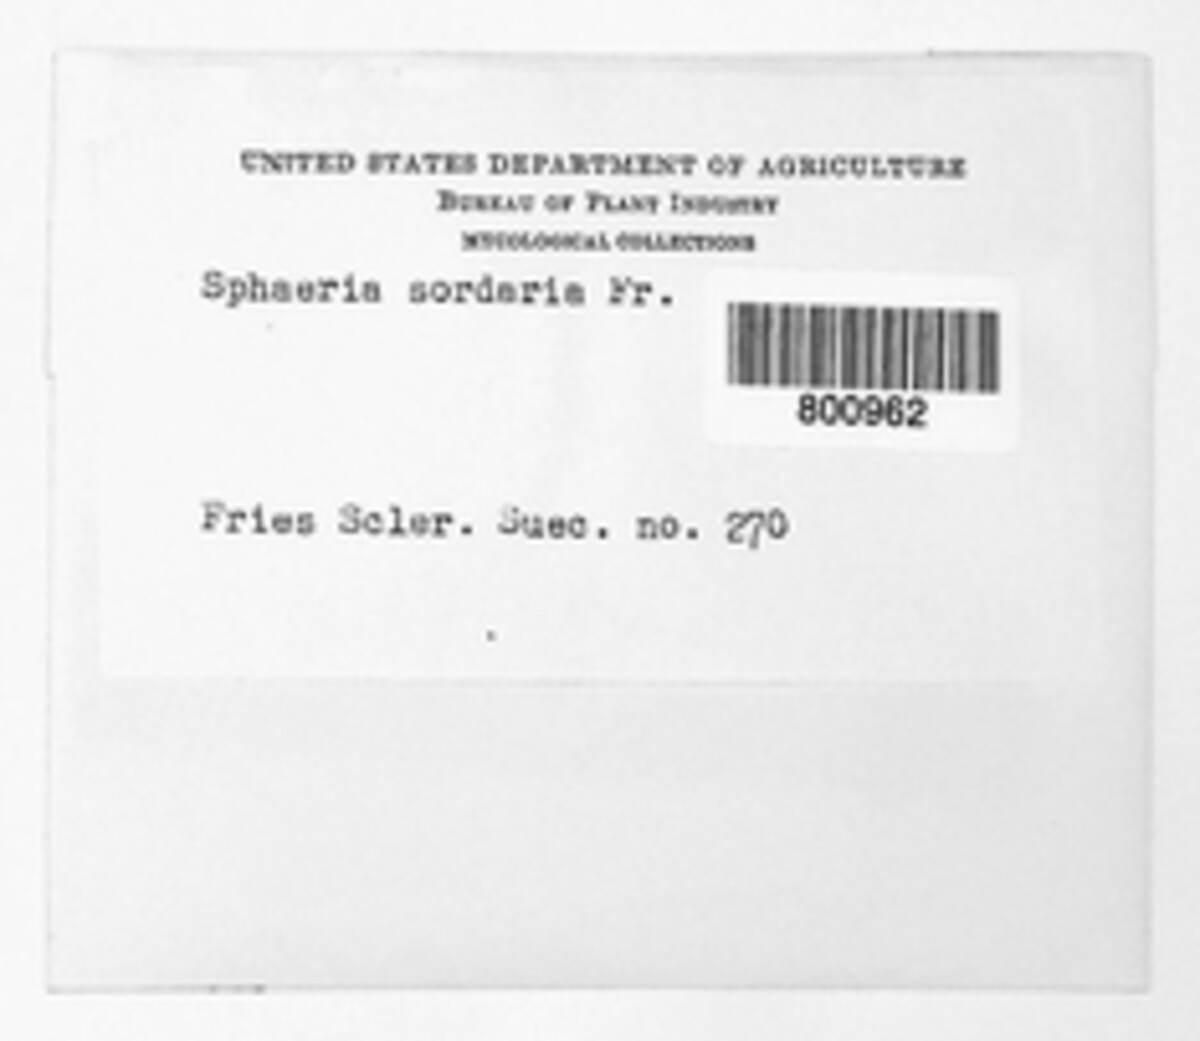 UNITED STATES DEPARTMENT OF AGRICULTURE
BUREAU OF PLANT INDUSTRY
MYCOLOGICAL COLLECTIONS
Sphaeria sordaria Fr.
800962
Fries Scler. Suec. no. 270